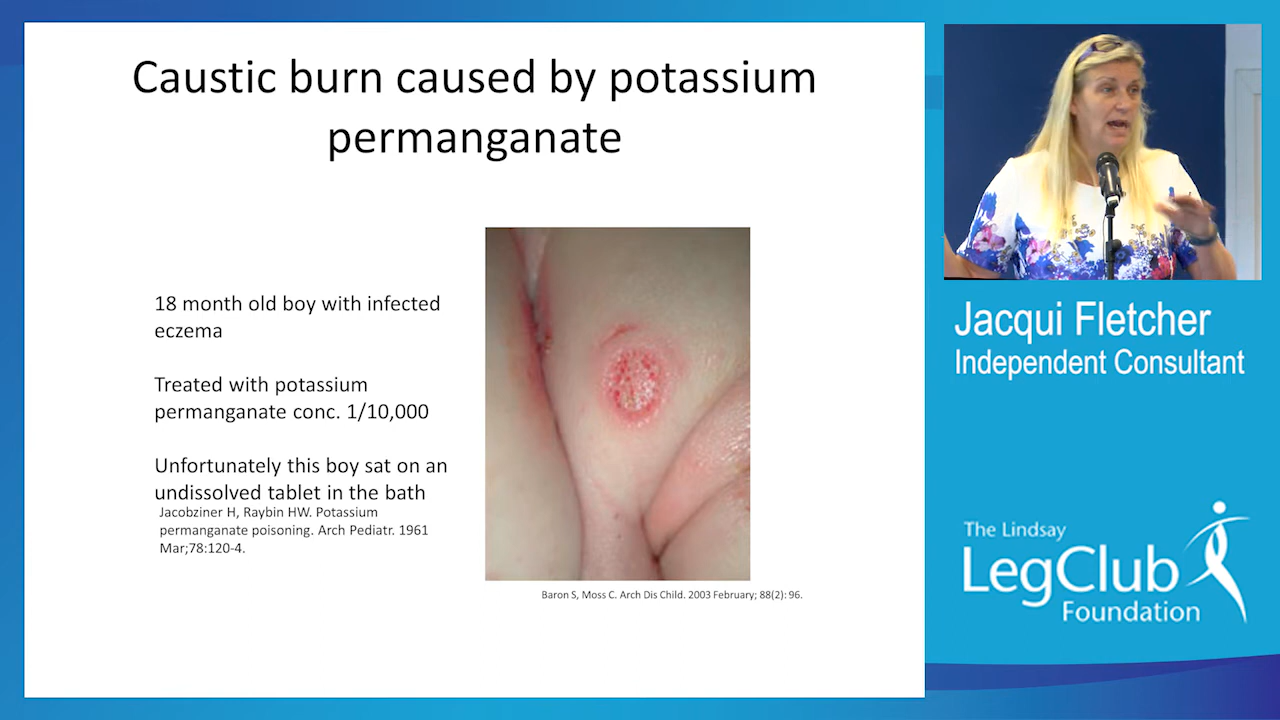 Caustic burn caused by potassium
permanganate
18 month old boy with infected
eczema
Treated with potassium
permanganate conc. 1/10,000
Unfortunately this boy sat on an
undissolved tablet in the bath
Jacobziner H, Raybin HW. Potassium
permanganate poisoning. Arch Pediatr. 1961
Mar;78:120-4.
Baron S, Moss C. Arch Dis Child. 2003 February; 88(2): 96.
Jacqui Fletcher
Independent Consultant
The Lindsay
LegClub
Foundation